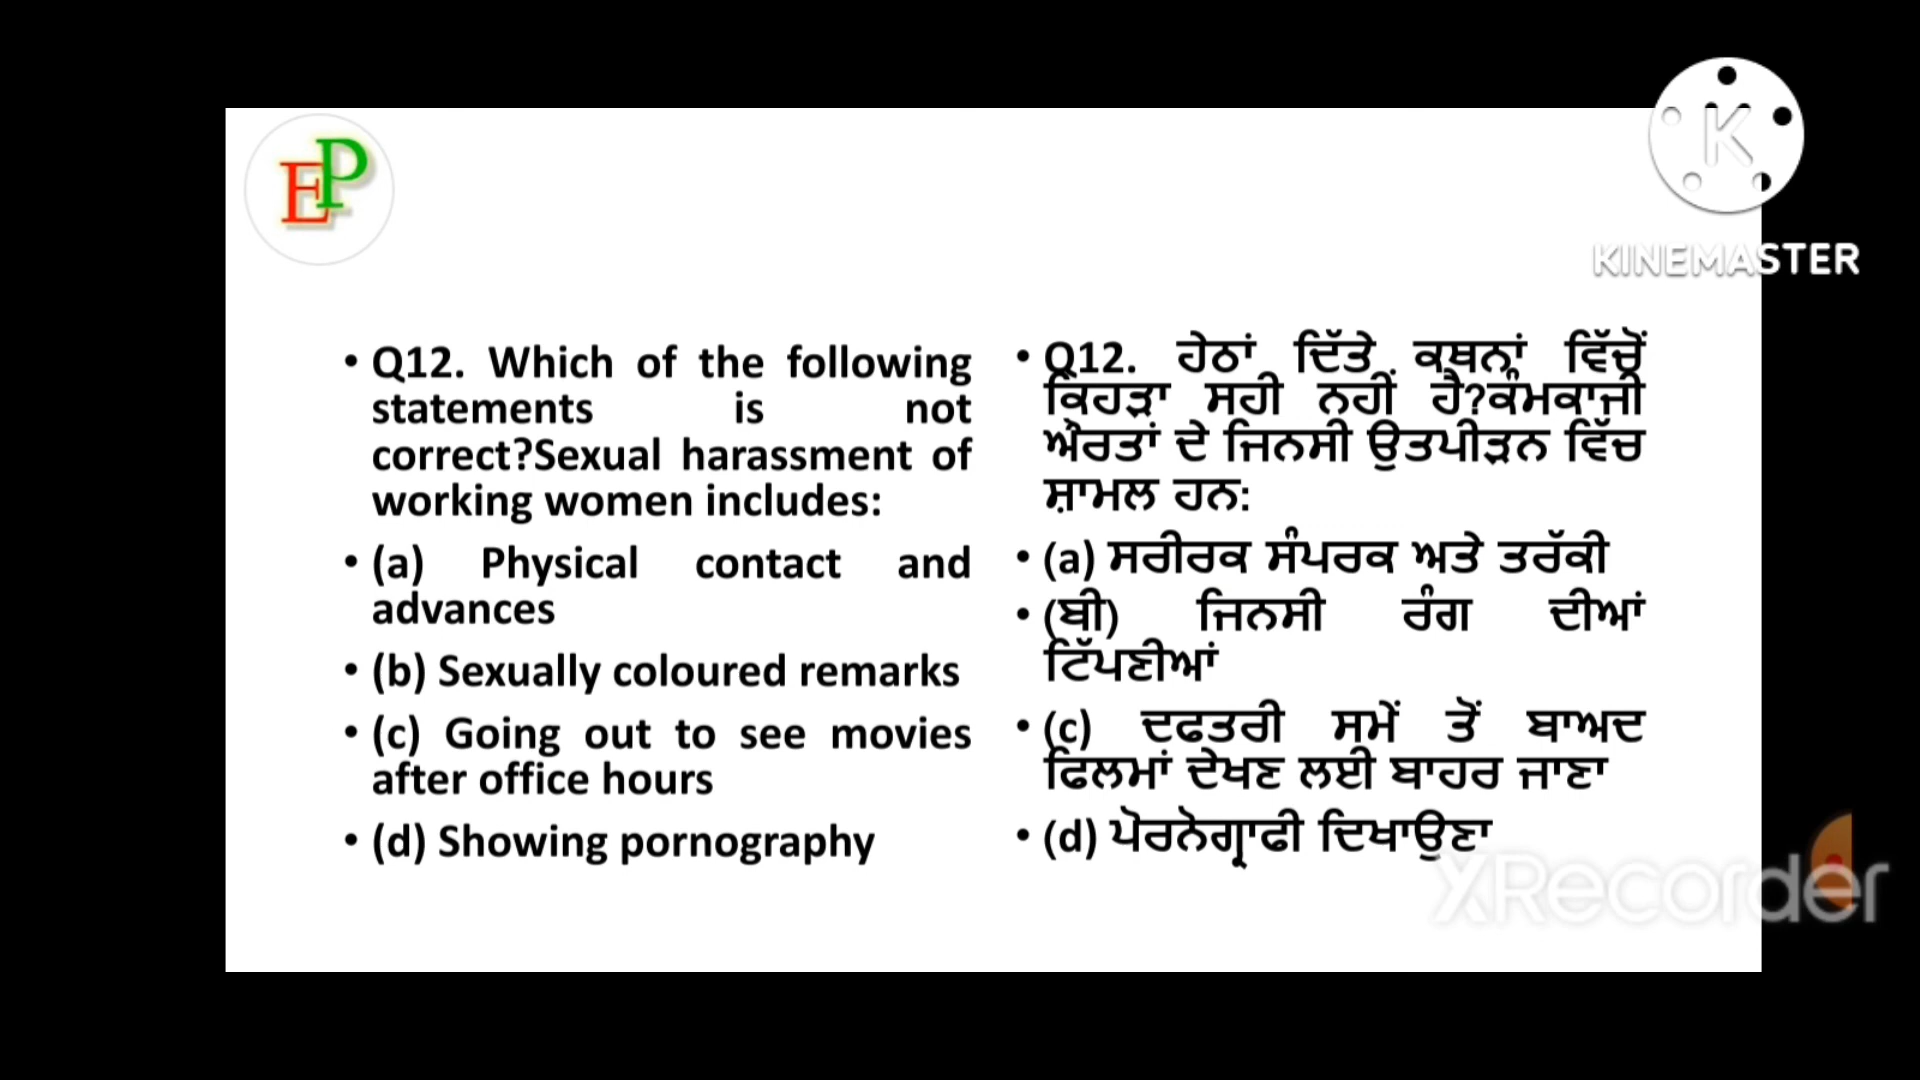 EP
K
KINEMASTER
• Q12. Which of the following
statements is not
correct?Sexual harassment of
working women includes:
• (a) Physical contact and
advances
• (b) Sexually coloured remarks
• (c) Going out to see movies
after office hours
• (d) Showing pornography
• Q12. ਹੇਠਾਂ ਦਿੱਤੇ ਕਥਨਾਂ ਵਿੱਚੋਂ
ਕਿਹੜਾ ਸਹੀ ਨਹੀਂ ਹੈ?ਕੰਮਕਾਜੀ
ਔਰਤਾਂ ਦੇ ਜਿਨਸੀ ਉਤਪੀੜਨ ਵਿੱਚ
ਸ਼ਾਮਲ ਹਨ:
• (a) ਸਰੀਰਕ ਸੰਪਰਕ ਅਤੇ ਤਰੱਕੀ
• (ਬੀ) ਜਿਨਸੀ ਰੰਗ ਦੀਆਂ
ਟਿੱਪਣੀਆਂ
• (c) ਦਫਤਰੀ ਸਮੇਂ ਤੋਂ ਬਾਅਦ
ਫਿਲਮਾਂ ਦੇਖਣ ਲਈ ਬਾਹਰ ਜਾਣਾ
• (d) ਪੋਰਨੋਗ੍ਰਾਫੀ ਦਿਖਾਉਣਾ
XRecorder